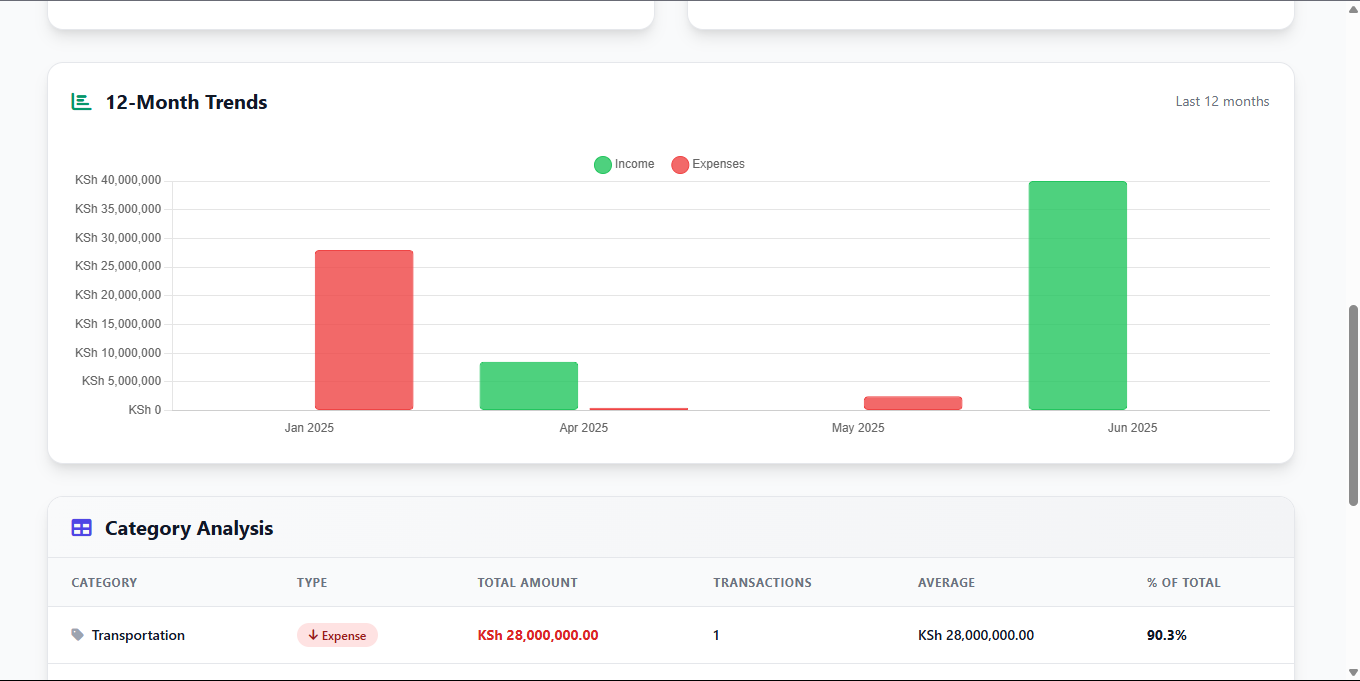 12-Month Trends
Last 12 months
Income
Expenses
KSh 40,000,000
KSh 35,000,000
KSh 30,000,000
KSh 25,000,000
KSh 20,000,000
KSh 15,000,000
KSh 10,000,000
KSh 5,000,000
KSh 0
Jan 2025 Apr 2025 May 2025 Jun 2025
Category Analysis
CATEGORY TYPE TOTAL AMOUNT TRANSACTIONS AVERAGE % OF TOTAL
Transportation Expense KSh 28,000,000.00 1 KSh 28,000,000.00 90.3%